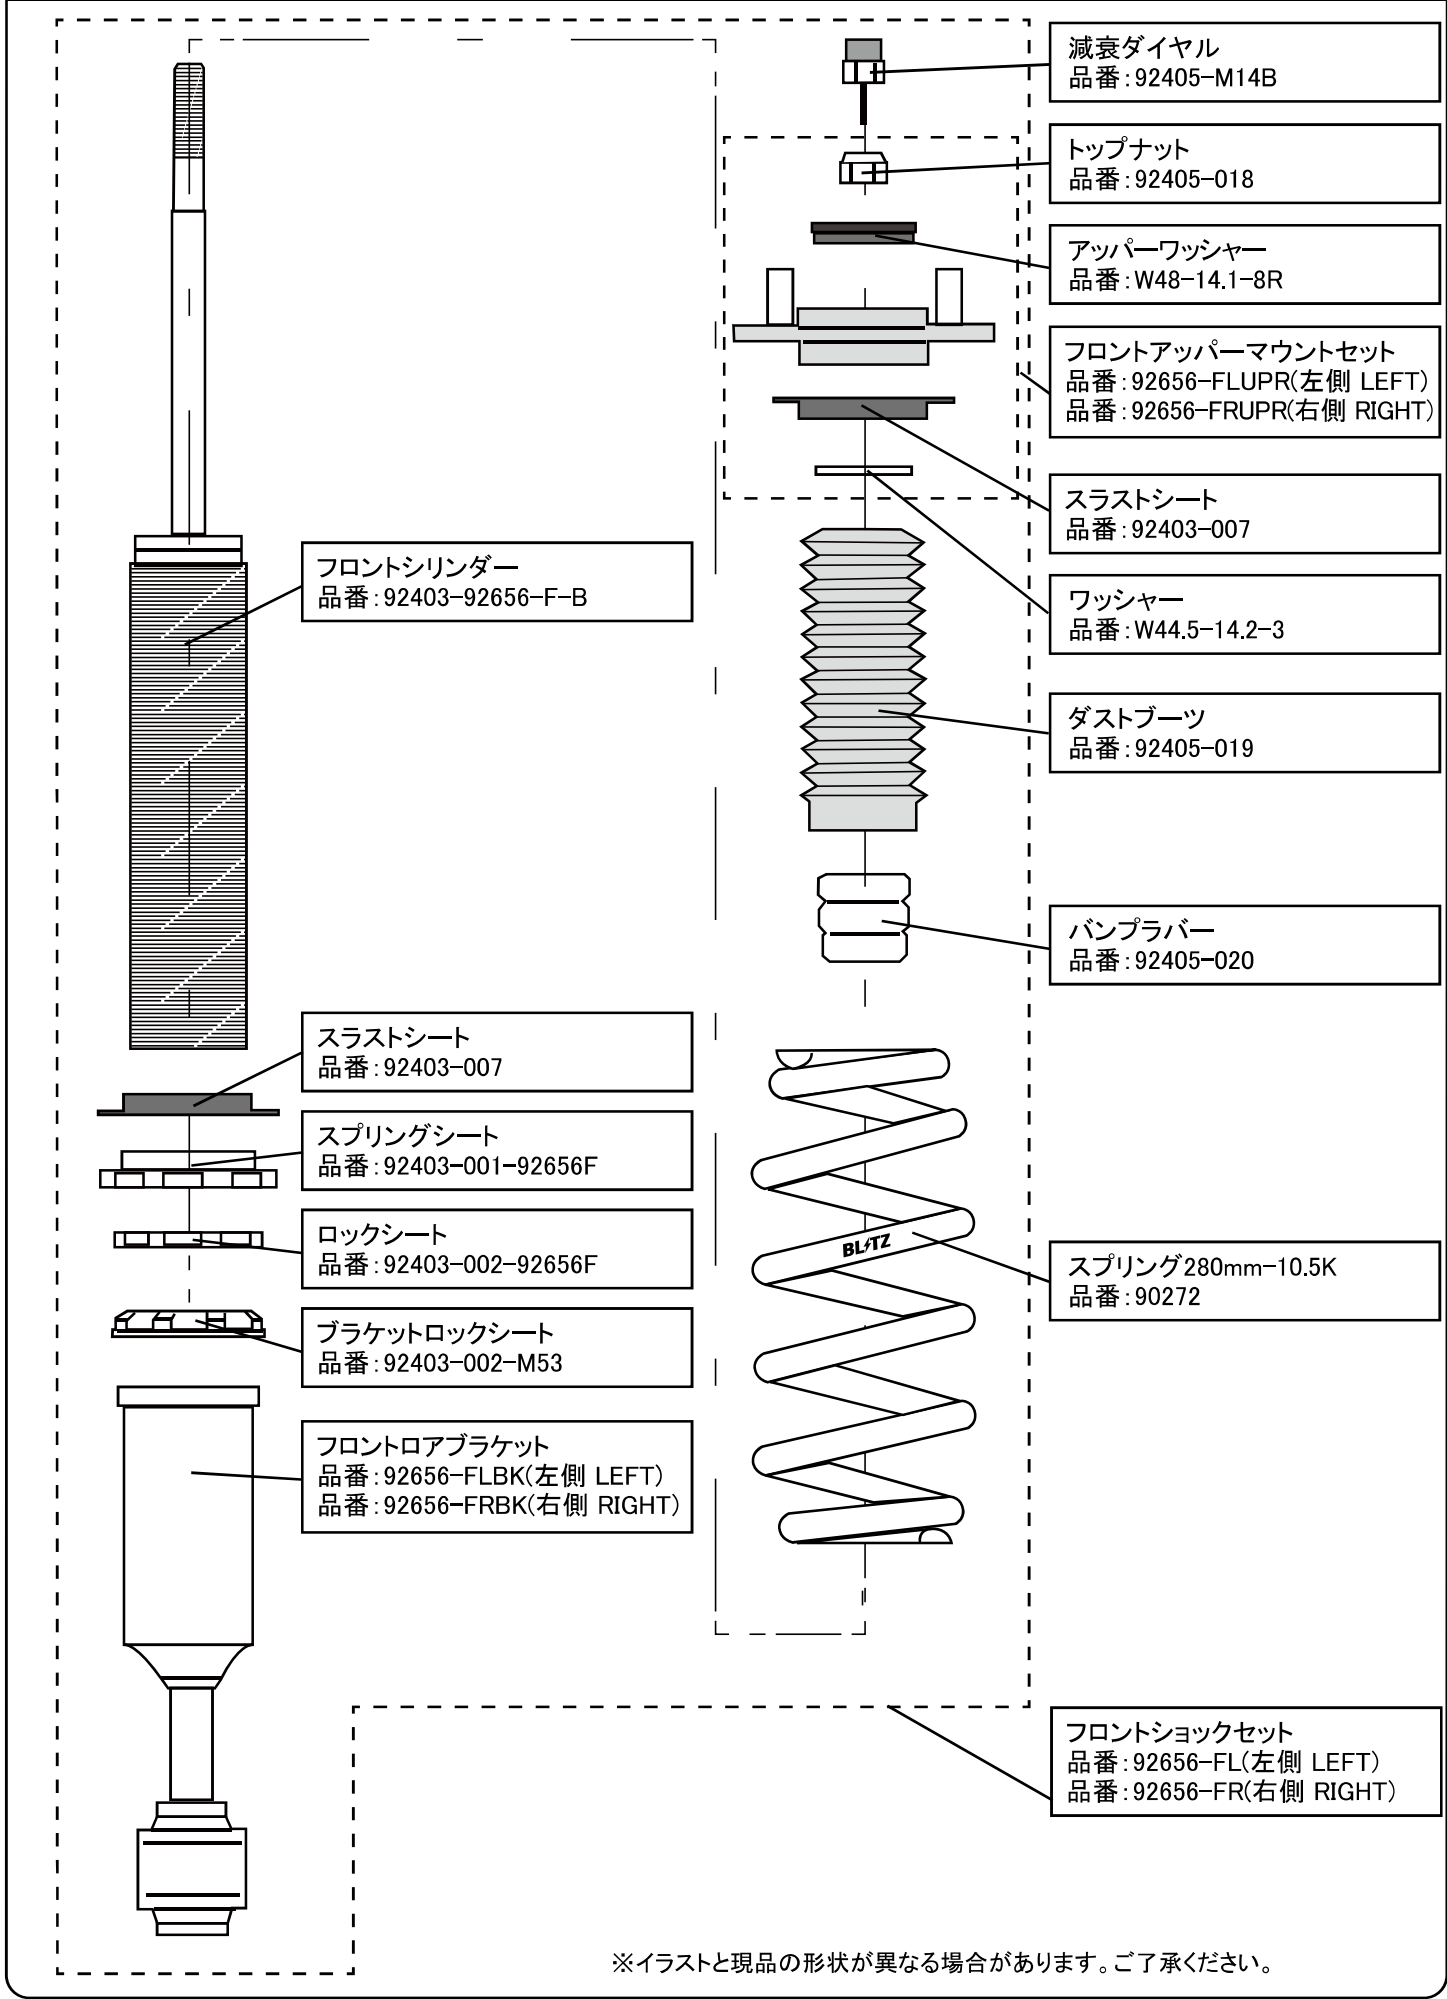 減衰ダイヤル
品番:92405-M14B
トップナット
品番:92405-018
アッパーワッシャー
品番:W48-14.1-8R
フロントアッパーマウントセット
品番:92656-FLUPR(左側 LEFT)
品番:92656-FRUPR(右側 RIGHT)
スラストシート
品番:92403-007
フロントシリンダー
品番:92403-92656-F-B
ワッシャー
品番:W44.5-14.2-3
ダストブーツ
品番:92405-019
バンプラバー
品番:92405-020
スラストシート
品番:92403-007
スプリングシート
品番:92403-001-92656F
ロックシート
品番:92403-002-92656F
BLITZ
スプリング280mm-10.5K
品番:90272
ブラケットロックシート
品番:92403-002-M53
フロントロアブラケット
品番:92656-FLBK(左側 LEFT)
品番:92656-FRBK(右側 RIGHT)
フロントショックセット
品番:92656-FL(左側 LEFT)
品番:92656-FR(右側 RIGHT)
※イラストと現品の形状が異なる場合があります。ご了承ください。